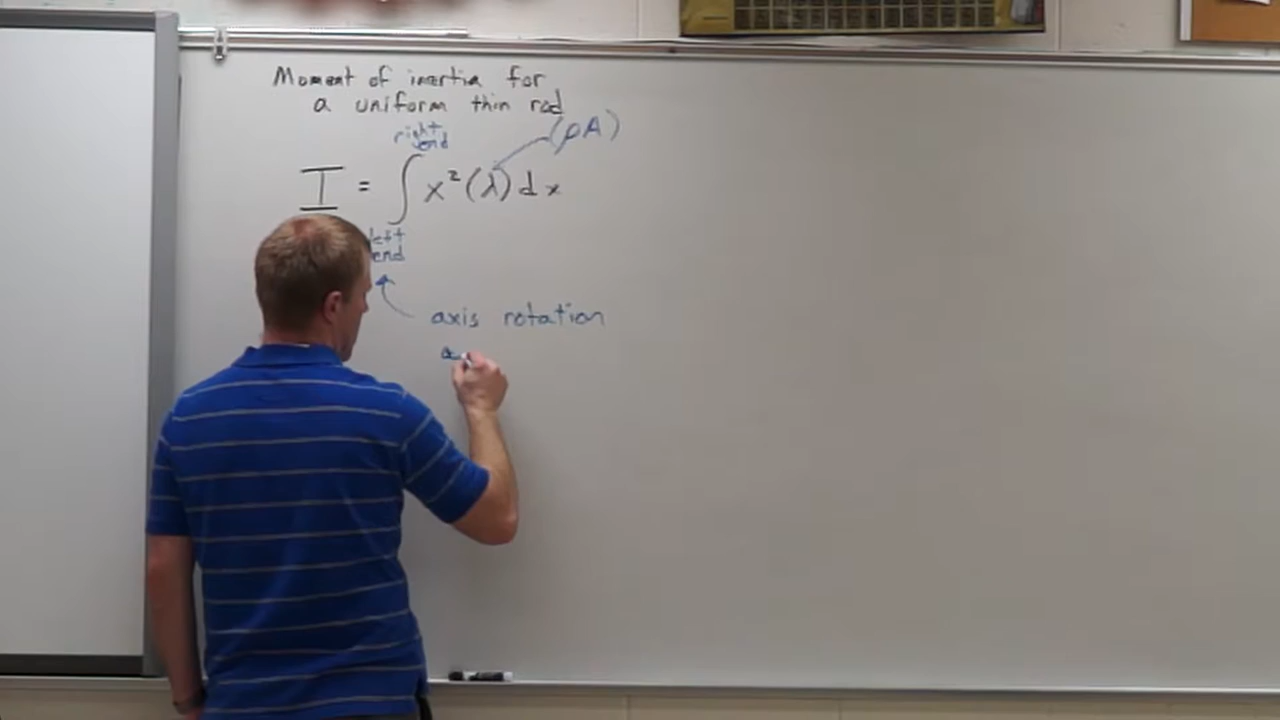 Moment of inertia for
a uniform thin rod
right
end
(ρA)
I = ∫ x²(λ)dx
left
end
axis rotation
a